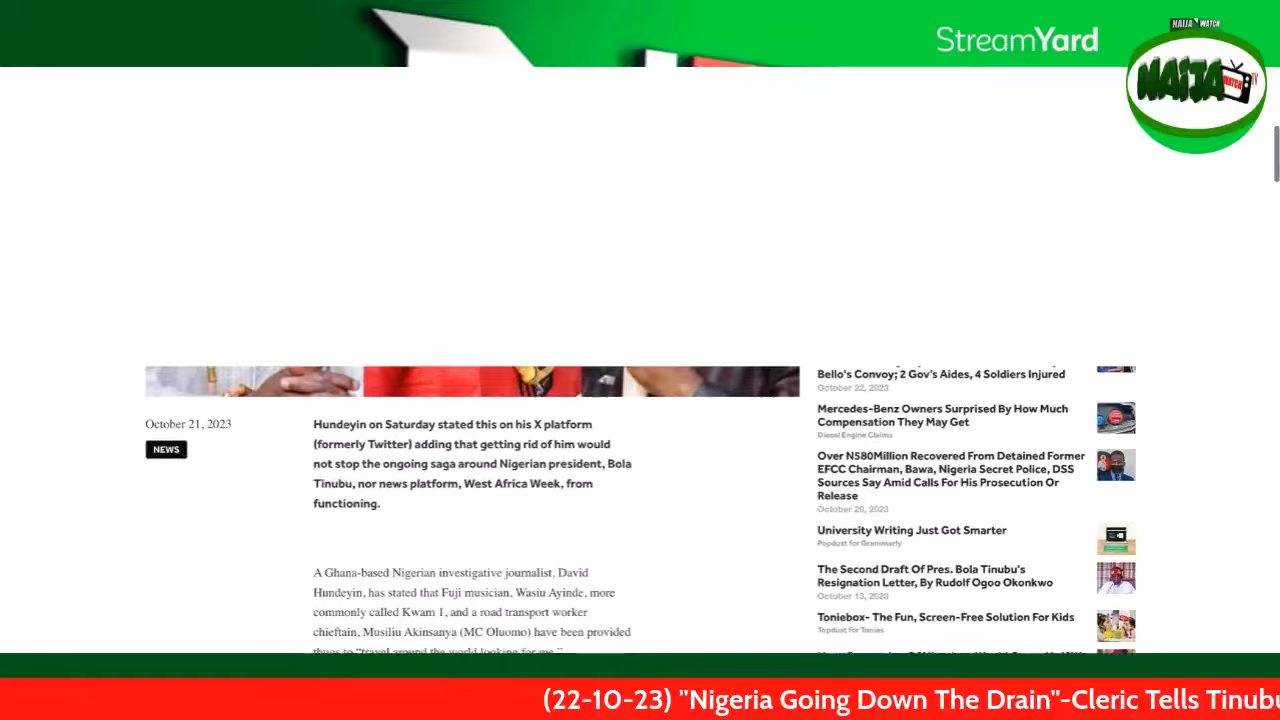 StreamYard
NAIJA WATCH
NAIJA
WATCH TV
Bello's Convoy; 2 Gov's Aides, 4 Soldiers Injured
October 22, 2023
October 21, 2023
NEWS
Hundeyin on Saturday stated this on his X platform
(formerly Twitter) adding that getting rid of him would
not stop the ongoing saga around Nigerian president, Bola
Tinubu, nor news platform, West Africa Week, from
functioning.
A Ghana-based Nigerian investigative journalist, David
Hundeyin, has stated that Fuji musician, Wasiu Ayinde, more
commonly called Kwam 1, and a road transport worker
chieftain, Musiliu Akinsanya (MC Oluomo) have been provided
thugs to "travel around the world looking for me."
Mercedes-Benz Owners Surprised By How Much
Compensation They May Get
Diesel Engine Claims
Over N580Million Recovered From Detained Former
EFCC Chairman, Bawa, Nigeria Secret Police, DSS
Sources Say Amid Calls For His Prosecution Or
Release
October 20, 2023
University Writing Just Got Smarter
Popdust for Grammarly
The Second Draft Of Pres. Bola Tinubu's
Resignation Letter, By Rudolf Ogoo Okonkwo
October 13, 2023
Toniebox- The Fun, Screen-Free Solution For Kids
Topdust for Tonies
(22-10-23) "Nigeria Going Down The Drain"-Cleric Tells Tinubu